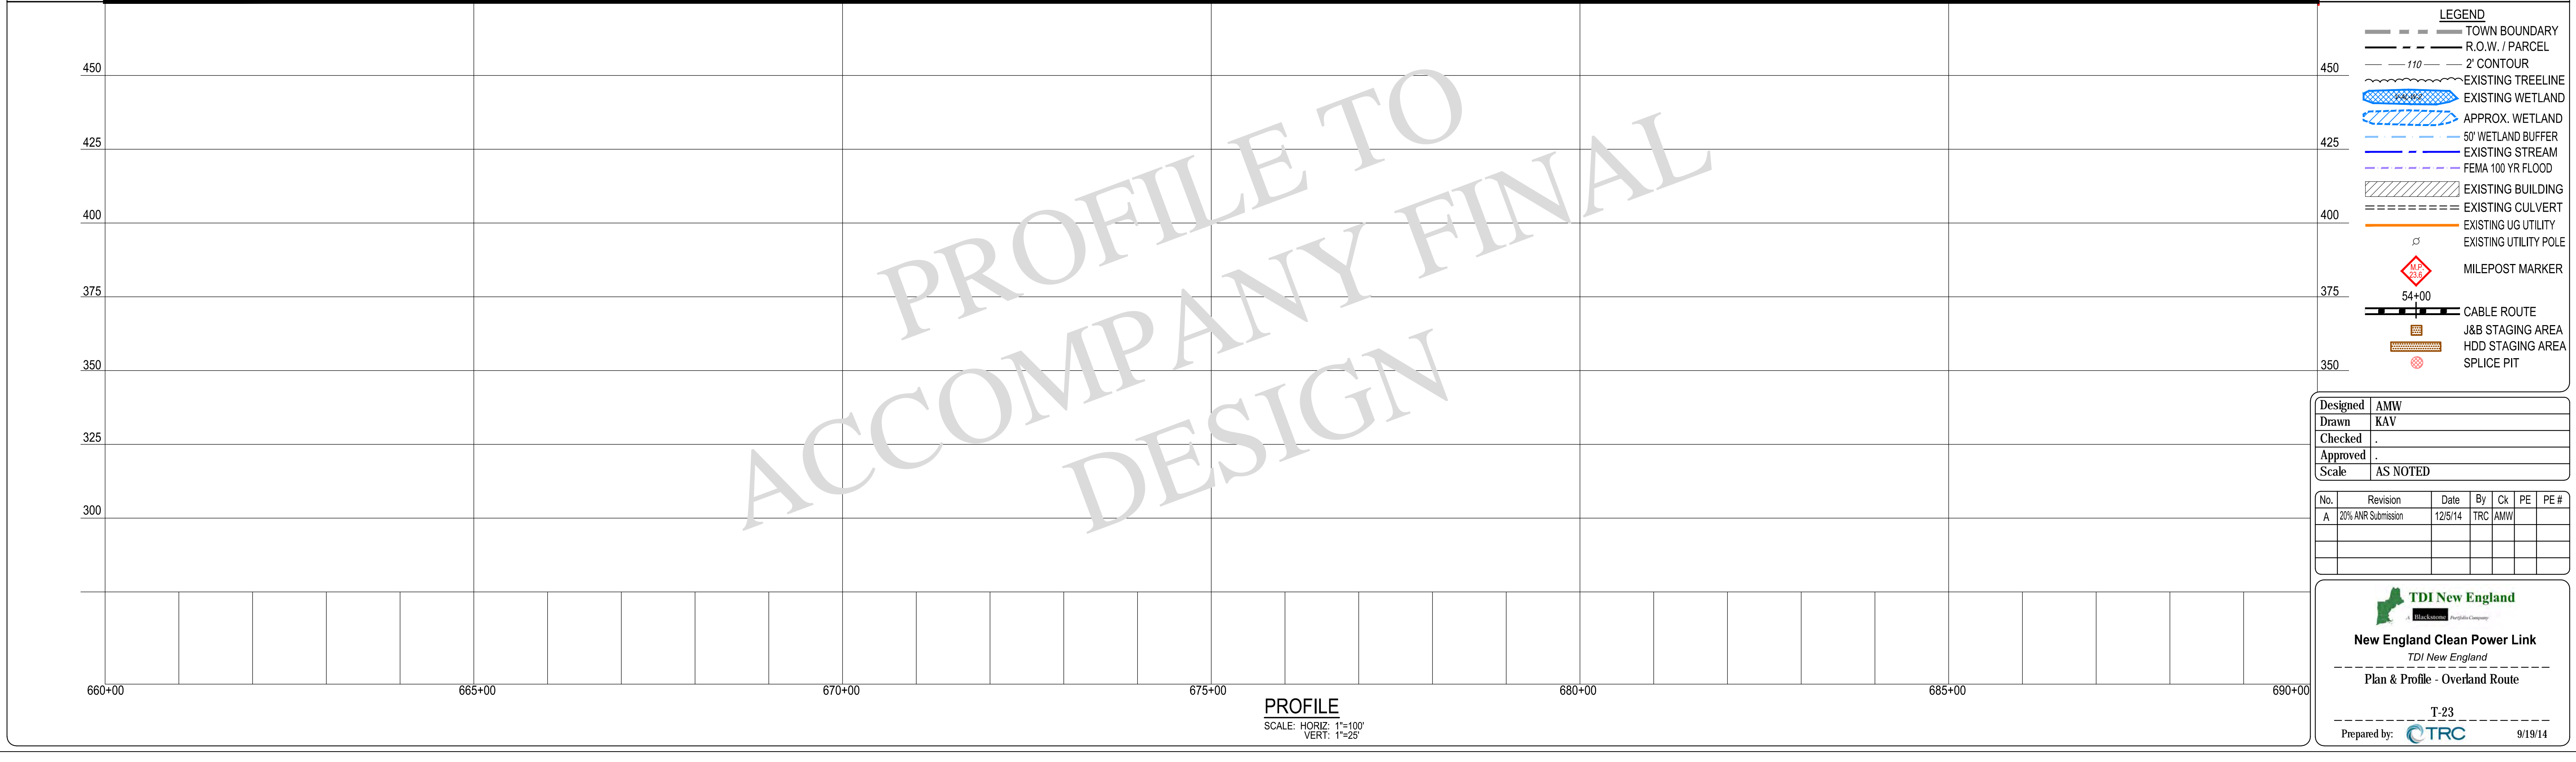 450
425
400
375
350
325
300
450
425
400
375
350
PROFILE TO
ACCOMPANY FINAL
DESIGN
660+00 665+00 670+00 675+00 680+00 685+00 690+00
PROFILE
SCALE: HORIZ: 1"=100'
VERT: 1"=25'
LEGEND
TOWN BOUNDARY
R.O.W. / PARCEL
110 2' CONTOUR
EXISTING TREELINE
EXISTING WETLAND
APPROX. WETLAND
50' WETLAND BUFFER
EXISTING STREAM
FEMA 100 YR FLOOD
EXISTING BUILDING
EXISTING CULVERT
EXISTING UG UTILITY
EXISTING UTILITY POLE
M.P.
23.6
MILEPOST MARKER
54+00
CABLE ROUTE
J&B STAGING AREA
HDD STAGING AREA
SPLICE PIT
Designed AMW
Drawn KAV
Checked .
Approved .
Scale AS NOTED
No. Revision Date By Ck PE PE #
A 20% ANR Submission 12/5/14 TRC AMW
TDI New England
A Blackstone Portfolio Company
New England Clean Power Link
TDI New England
Plan & Profile - Overland Route
T-23
Prepared by: TRC 9/19/14